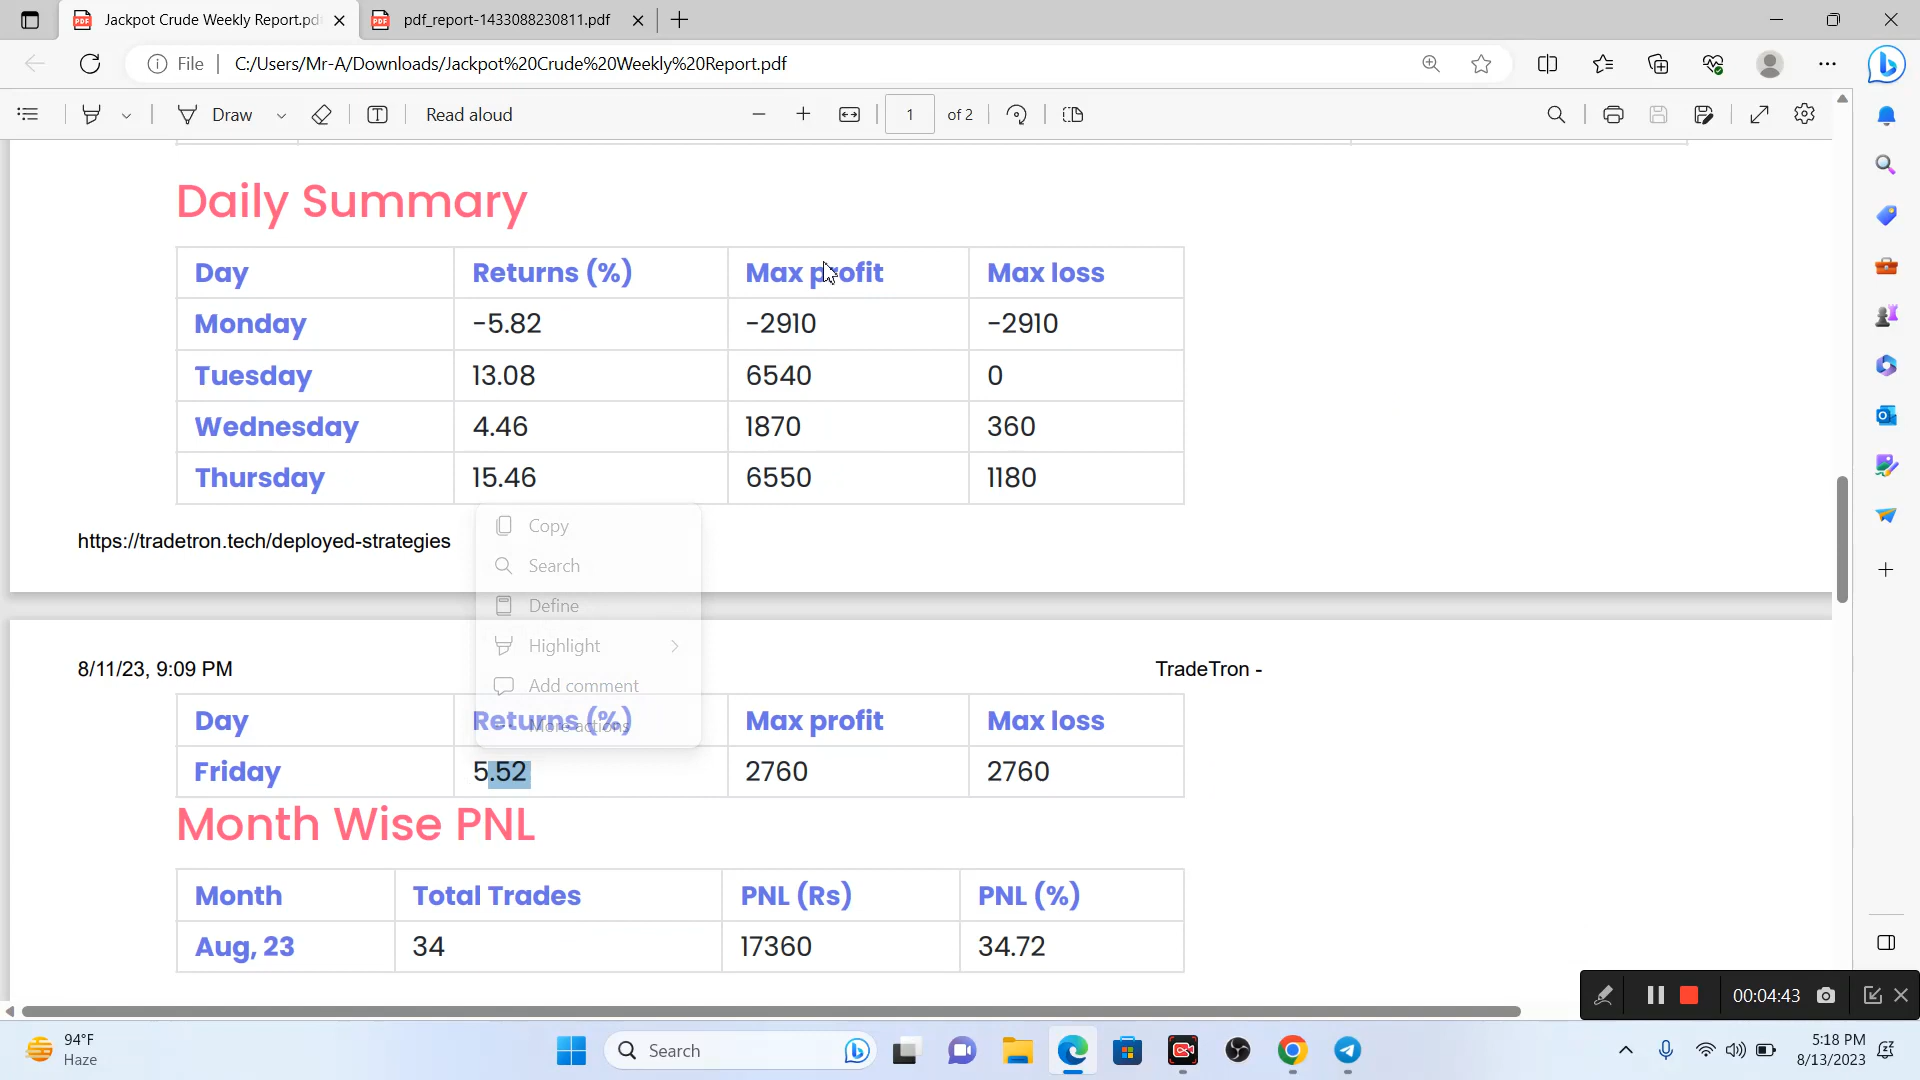 Jackpot Crude Weekly Report.pd
pdf_report-1433088230811.pdf
File
C:/Users/Mr-A/Downloads/Jackpot%20Crude%20Weekly%20Report.pdf
Draw
Read aloud
1
of 2
Daily Summary
Day Returns (%) Max profit Max loss
Monday -5.82 -2910 -2910
Tuesday 13.08 6540 0
Wednesday 4.46 1870 360
Thursday 15.46 6550 1180
https://tradetron.tech/deployed-strategies
Copy
Search
Define
Highlight
Add comment
More actions
8/11/23, 9:09 PM
TradeTron -
Day Returns (%) Max profit Max loss
Friday 5.52 2760 2760
Month Wise PNL
Month Total Trades PNL (Rs) PNL (%)
Aug, 23 34 17360 34.72
00:04:43
94°F
Haze
Search
5:18 PM
8/13/2023